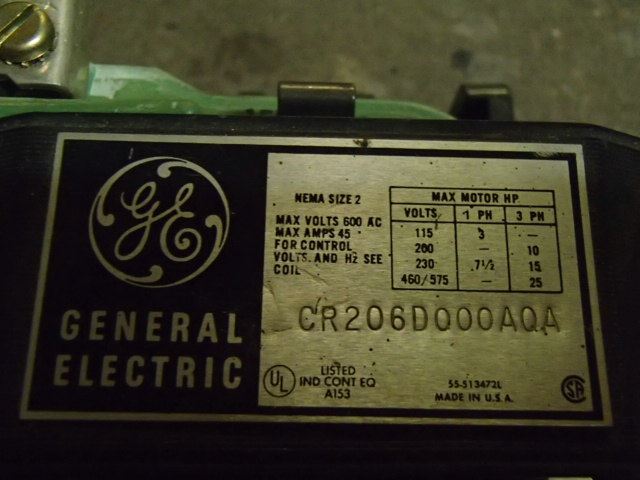 GE
GENERAL
ELECTRIC
NEMA SIZE 2
MAX VOLTS 600 AC
MAX AMPS 45
FOR CONTROL
VOLTS. AND Hz SEE
COIL
MAX MOTOR HP
VOLTS 1 PH 3 PH
115 3 —
200 — 10
230 7½ 15
460/575 — 25
CR206D000AQA
UL
LISTED
IND CONT EQ
A153
55-513472L
MADE IN U.S.A.
SA